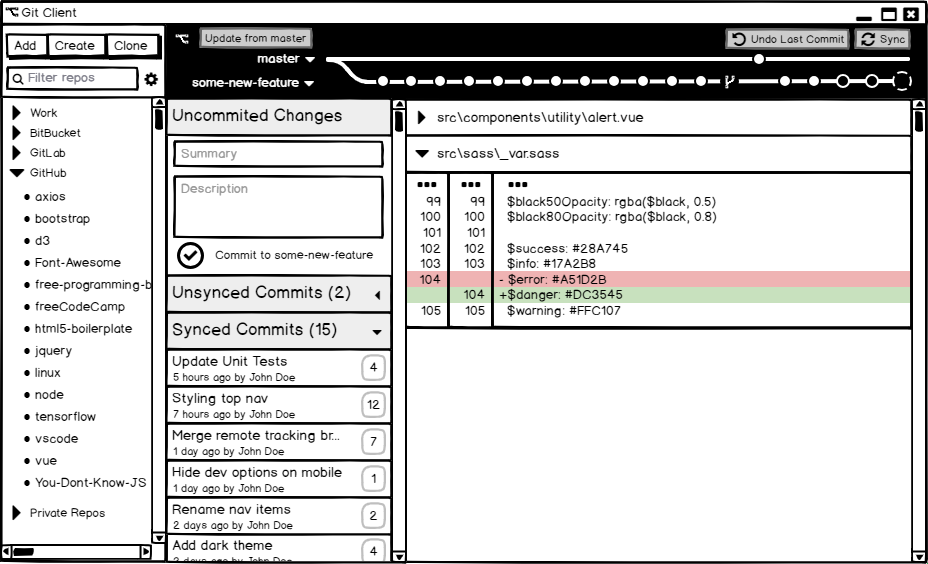 Git Client
Add
Create
Clone
Filter repos
Work
BitBucket
GitLab
GitHub
axios
bootstrap
d3
Font-Awesome
free-programming-b
freeCodeCamp
html5-boilerplate
jquery
linux
node
tensorflow
vscode
vue
You-Dont-Know-JS
Private Repos
Update from master
Undo Last Commit
Sync
master
some-new-feature
Uncommited Changes
Summary
Description
Commit to some-new-feature
Unsynced Commits (2)
Synced Commits (15)
Update Unit Tests
5 hours ago by John Doe
4
Styling top nav
7 hours ago by John Doe
12
Merge remote tracking br...
1 day ago by John Doe
7
Hide dev options on mobile
1 day ago by John Doe
1
Rename nav items
2 days ago by John Doe
2
Add dark theme
2 days ago by John Doe
4
src\components\utility\alert.vue
src\sass\_var.sass
... ... ...
99 99 $black50Opacity: rgba($black, 0.5)
100 100 $black80Opacity: rgba($black, 0.8)
101 101
102 102 $success: #28A745
103 103 $info: #17A2B8
104 - $error: #A51D2B
104 +$danger: #DC3545
105 105 $warning: #FFC107